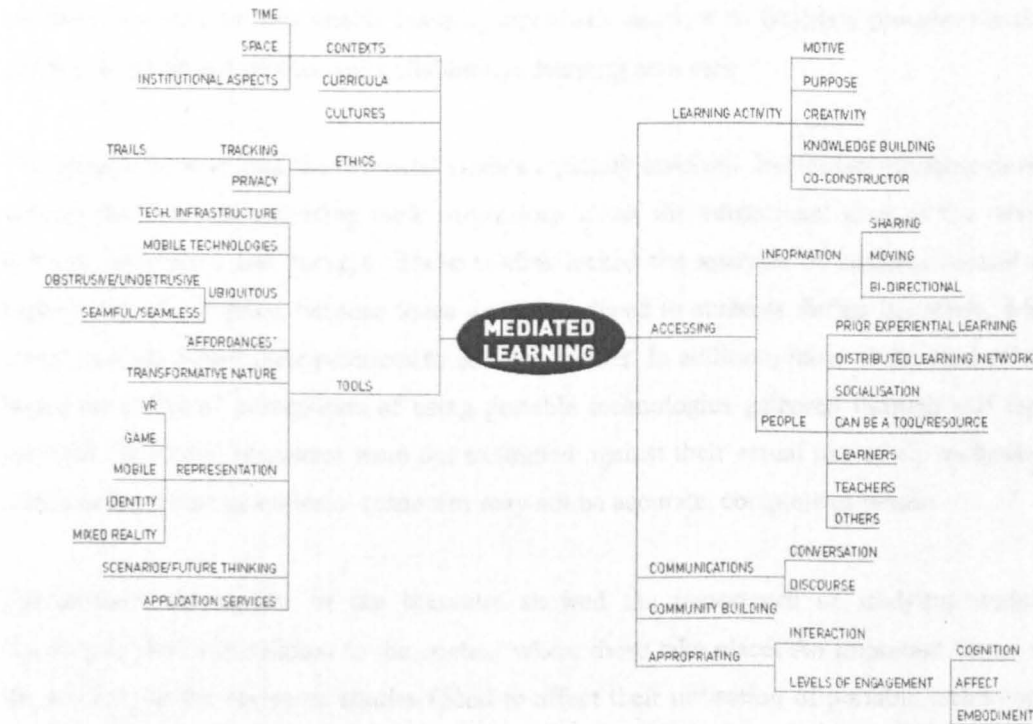 TIME
SPACE
INSTITUTIONAL ASPECTS
CONTEXTS
CURRICULA
CULTURES
TRAILS
TRACKING
PRIVACY
ETHICS
TECH. INFRASTRUCTURE
MOBILE TECHNOLOGIES
OBSTRUSIVE/UNOBTRUSIVE
SEAMFUL/SEAMLESS
UBIQUITOUS
"AFFORDANCES"
TRANSFORMATIVE NATURE
VR
GAME
MOBILE
IDENTITY
MIXED REALITY
REPRESENTATION
SCENARIOE/FUTURE THINKING
APPLICATION SERVICES
TOOLS
MEDIATED
LEARNING
LEARNING ACTIVITY
MOTIVE
PURPOSE
CREATIVITY
KNOWLEDGE BUILDING
CO-CONSTRUCTOR
ACCESSING
INFORMATION
SHARING
MOVING
BI-DIRECTIONAL
PEOPLE
PRIOR EXPERIENTIAL LEARNING
DISTRIBUTED LEARNING NETWORK
SOCIALISATION
CAN BE A TOOL/RESOURCE
LEARNERS
TEACHERS
OTHERS
COMMUNICATIONS
CONVERSATION
DISCOURSE
COMMUNITY BUILDING
APPROPRIATING
INTERACTION
LEVELS OF ENGAGEMENT
COGNITION
AFFECT
EMBODIMENT